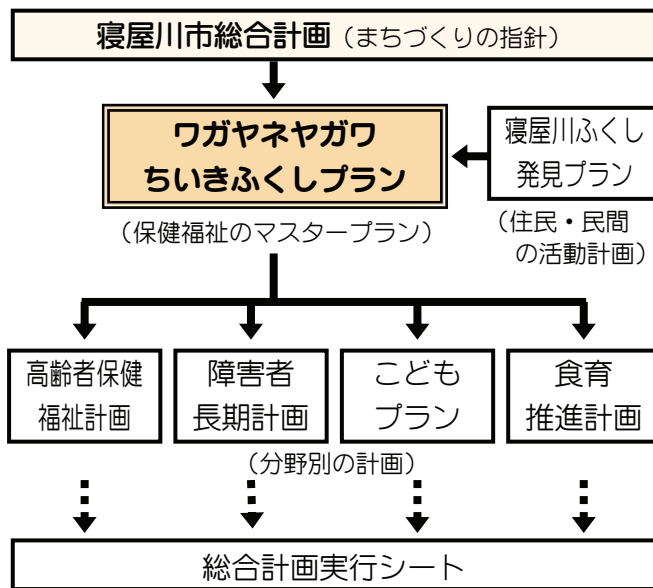 寝屋川市総合計画（まちづくりの指針）
ワガヤネヤガワ
ちいきふくしプラン
寝屋川ふくし
発見プラン
（保健福祉のマスタープラン）
（住民・民間
の活動計画）
高齢者保健
福祉計画
障害者
長期計画
こども
プラン
食育
推進計画
（分野別の計画）
総合計画実行シート